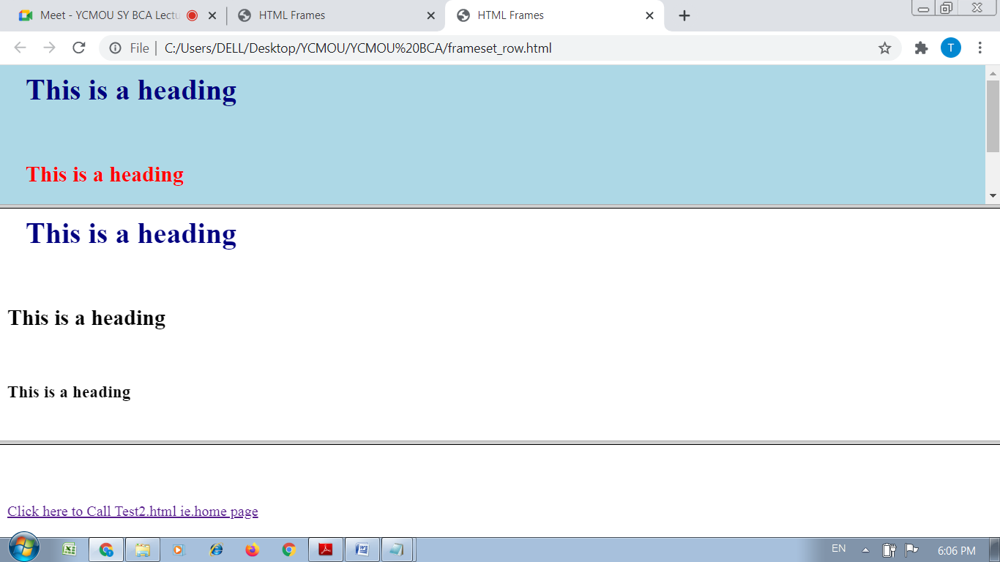 Meet - YCMOU SY BCA Lectu
HTML Frames
HTML Frames
File
C:/Users/DELL/Desktop/YCMOU/YCMOU%20BCA/frameset_row.html
T
This is a heading
This is a heading
This is a heading
This is a heading
This is a heading
Click here to Call Test2.html ie.home page
EN
6:06 PM